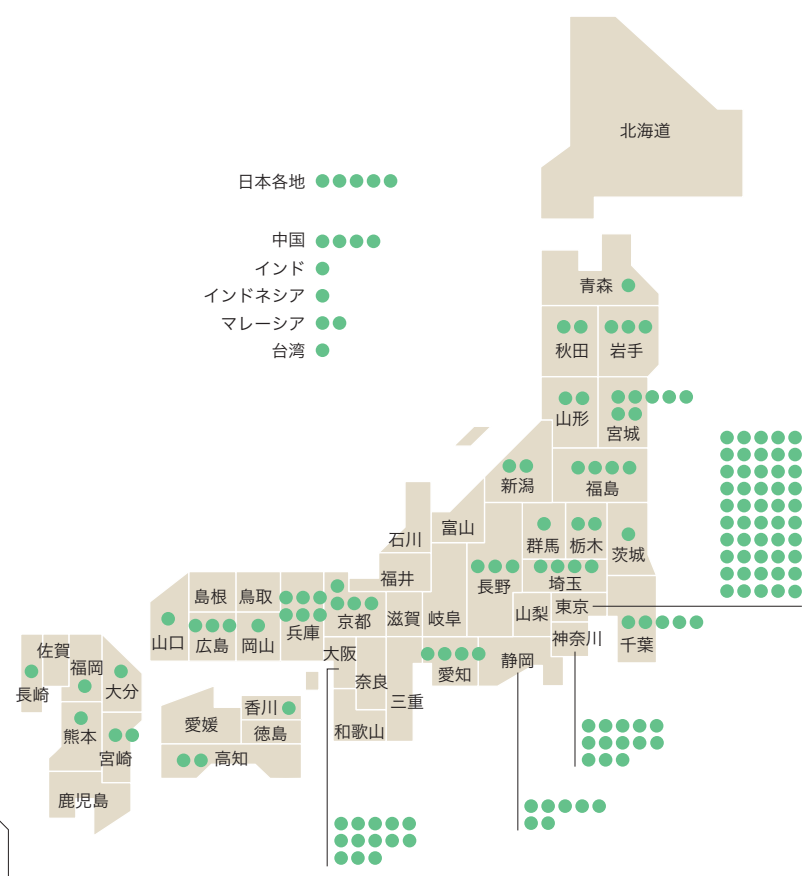 北海道
日本各地
中国
インド
インドネシア
マレーシア
台湾
青森
秋田
岩手
山形
宮城
新潟
福島
富山
石川
群馬
栃木
茨城
福井
長野
埼玉
島根
鳥取
兵庫
京都
滋賀
岐阜
山梨
東京
神奈川
千葉
山口
広島
岡山
大阪
奈良
三重
愛知
静岡
和歌山
佐賀
福岡
長崎
大分
熊本
宮崎
鹿児島
愛媛
香川
徳島
高知